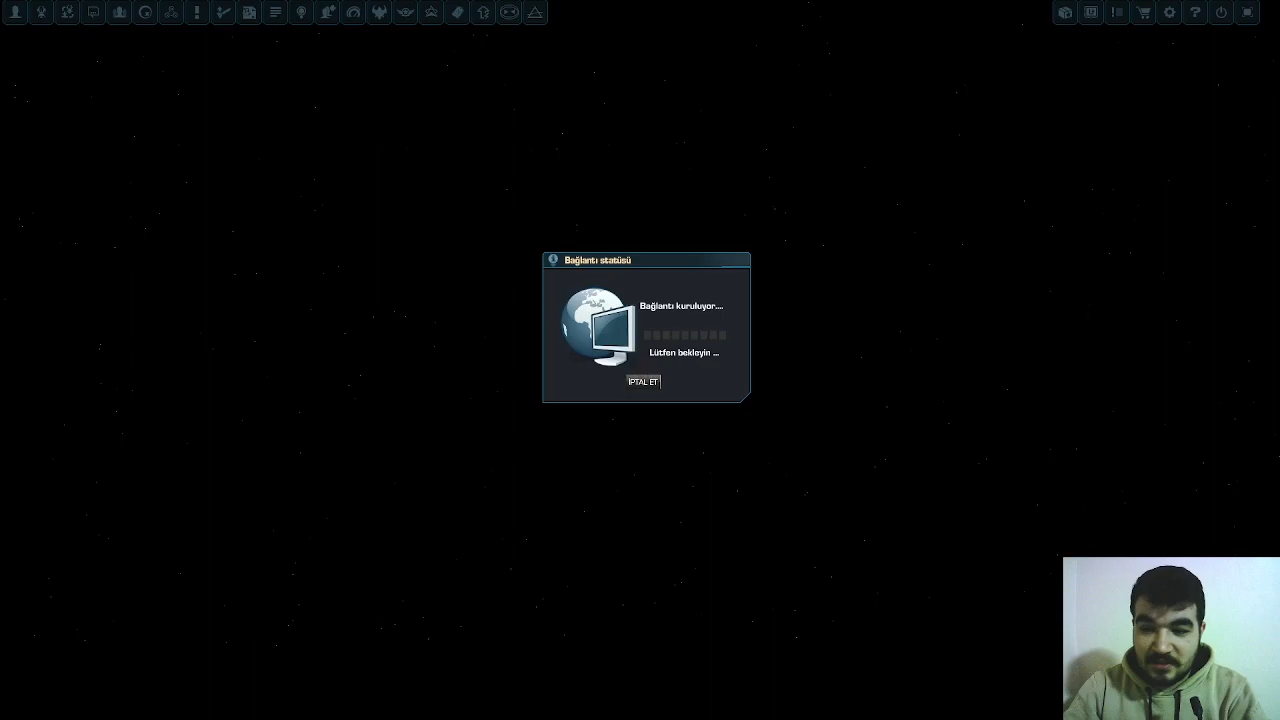 Bağlantı statüsü
Bağlantı kuruluyor....
Lütfen bekleyin ...
İPTAL ET